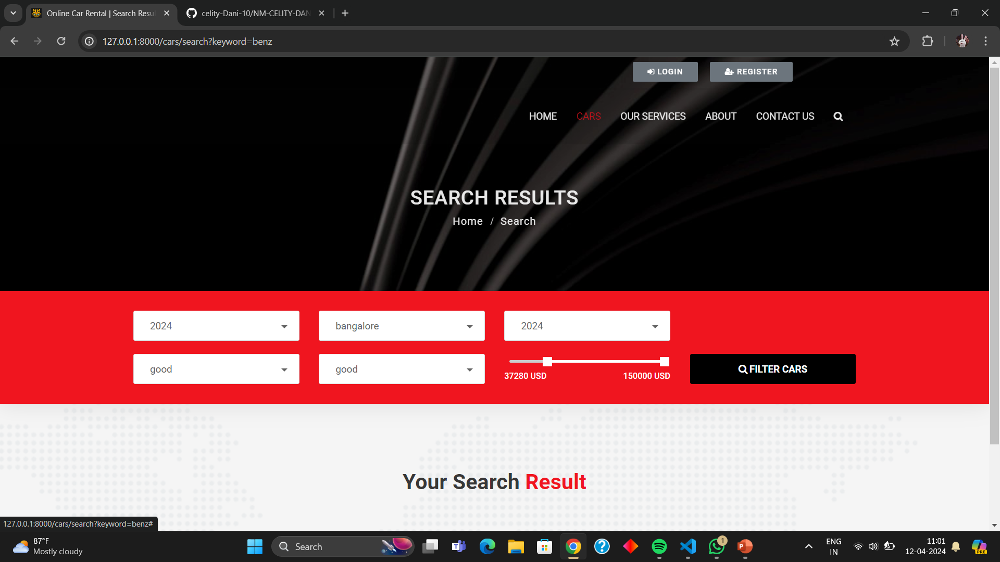 Online Car Rental | Search Resu
celity-Dani-10/NM-CELITY-DAN
127.0.0.1:8000/cars/search?keyword=benz
LOGIN
REGISTER
HOME
CARS
OUR SERVICES
ABOUT
CONTACT US
SEARCH RESULTS
Home / Search
2024
bangalore
2024
good
good
37280 USD
150000 USD
FILTER CARS
Your Search Result
127.0.0.1:8000/cars/search?keyword=benz#
87°F
Mostly cloudy
Search
1
ENG
IN
11:01
12-04-2024
PRE